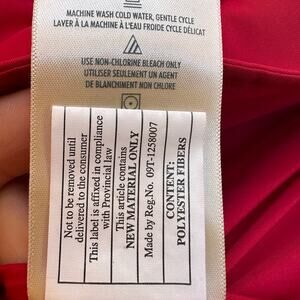 MACHINE WASH COLD WATER, GENTLE CYCLE
LAVER À LA MACHINE À L'EAU FROIDE CYCLE DÉLICAT
USE NON-CHLORINE BLEACH ONLY
UTILISER SEULEMENT UN AGENT
DE BLANCHIMENT NON CHLORE
Not to be removed until
delivered to the consumer
This label is affixed in compliance
with Provincial law
This article contains
NEW MATERIAL ONLY
Made by Reg.No. 09T-1258007
CONTENT:
POLYESTER FIBERS